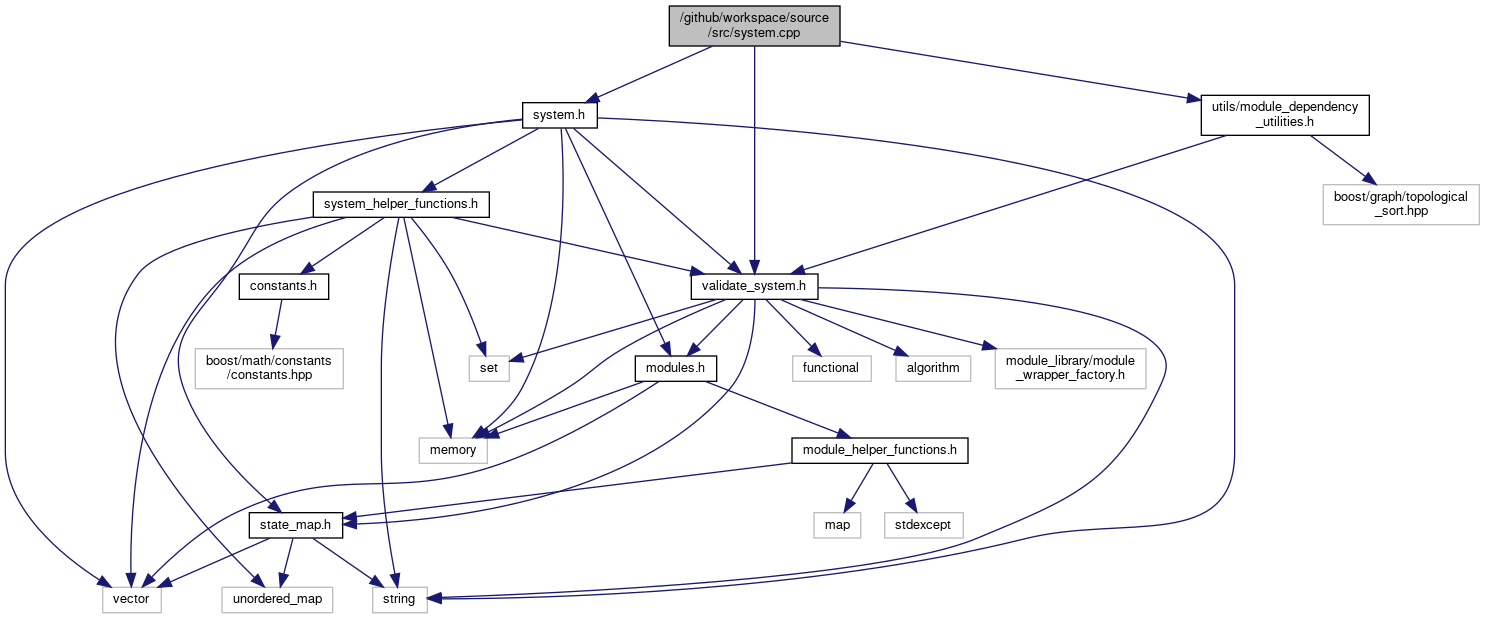 /github/workspace/source
/src/system.cpp
system.h
utils/module_dependency
_utilities.h
system_helper_functions.h
boost/graph/topological
_sort.hpp
constants.h
validate_system.h
boost/math/constants
/constants.hpp
set
modules.h
functional
algorithm
module_library/module
_wrapper_factory.h
memory
module_helper_functions.h
state_map.h
map
stdexcept
vector
unordered_map
string